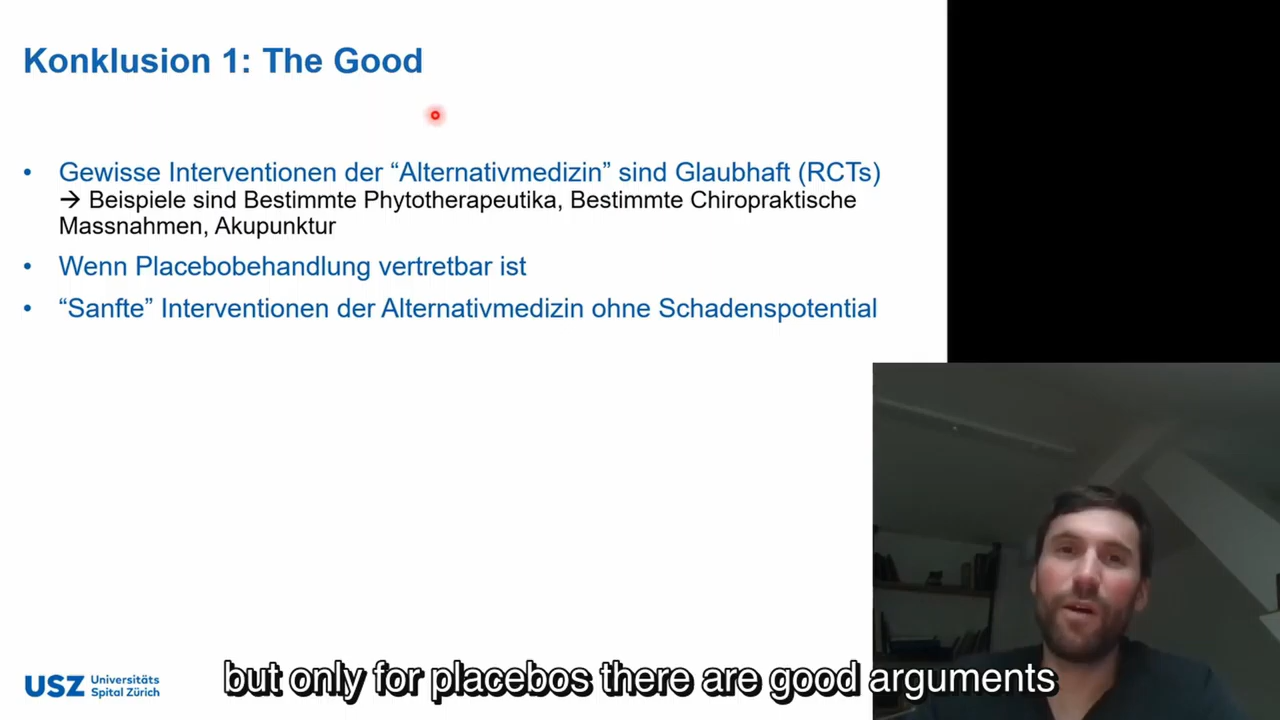 Konklusion 1: The Good
• Gewisse Interventionen der “Alternativmedizin” sind Glaubhaft (RCTs)
→ Beispiele sind Bestimmte Phytotherapeutika, Bestimmte Chiropraktische
Massnahmen, Akupunktur
• Wenn Placebobehandlung vertretbar ist
• “Sanfte” Interventionen der Alternativmedizin ohne Schadenspotential
USZ Universitäts
Spital Zürich
but only for placebos there are good arguments